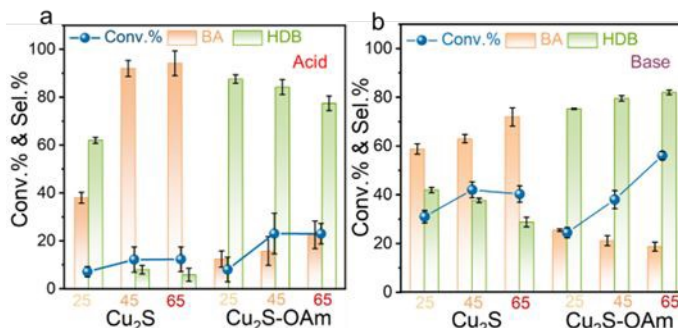 a
Conv.% BA HDB
Acid
Conv.% & Sel.%
100
80
60
40
20
0
25 45 65 25 45 65
Cu₂S Cu₂S-OAm
b
Conv.% BA HDB
Base
Conv.% & Sel.%
100
80
60
40
20
0
25 45 65 25 45 65
Cu₂S Cu₂S-OAm